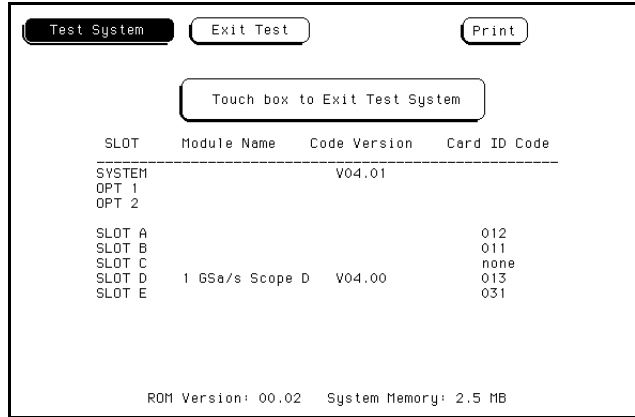 Test System Exit Test Print
Touch box to Exit Test System
SLOT Module Name Code Version Card ID Code
SYSTEM V04.01
OPT 1
OPT 2
SLOT A 012
SLOT B 011
SLOT C none
SLOT D 1 GSa/s Scope D V04.00 013
SLOT E 031
ROM Version: 00.02 System Memory: 2.5 MB